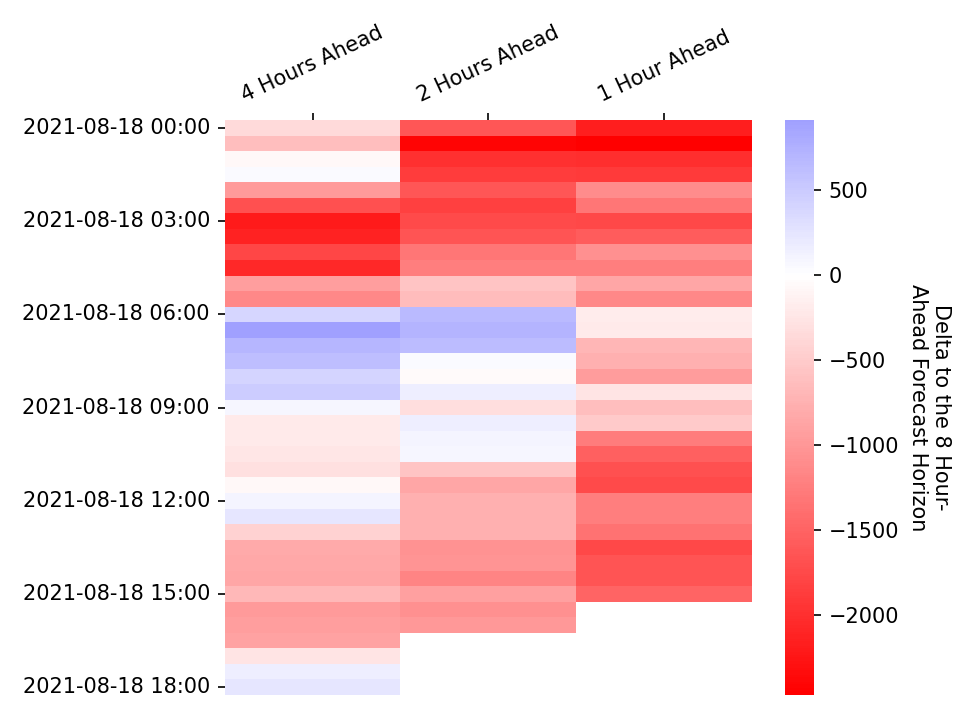 4 Hours Ahead
2 Hours Ahead
1 Hour Ahead
2021-08-18 00:00
2021-08-18 03:00
2021-08-18 06:00
2021-08-18 09:00
2021-08-18 12:00
2021-08-18 15:00
2021-08-18 18:00
500
0
−500
−1000
−1500
−2000
Delta to the 8 Hour-
Ahead Forecast Horizon